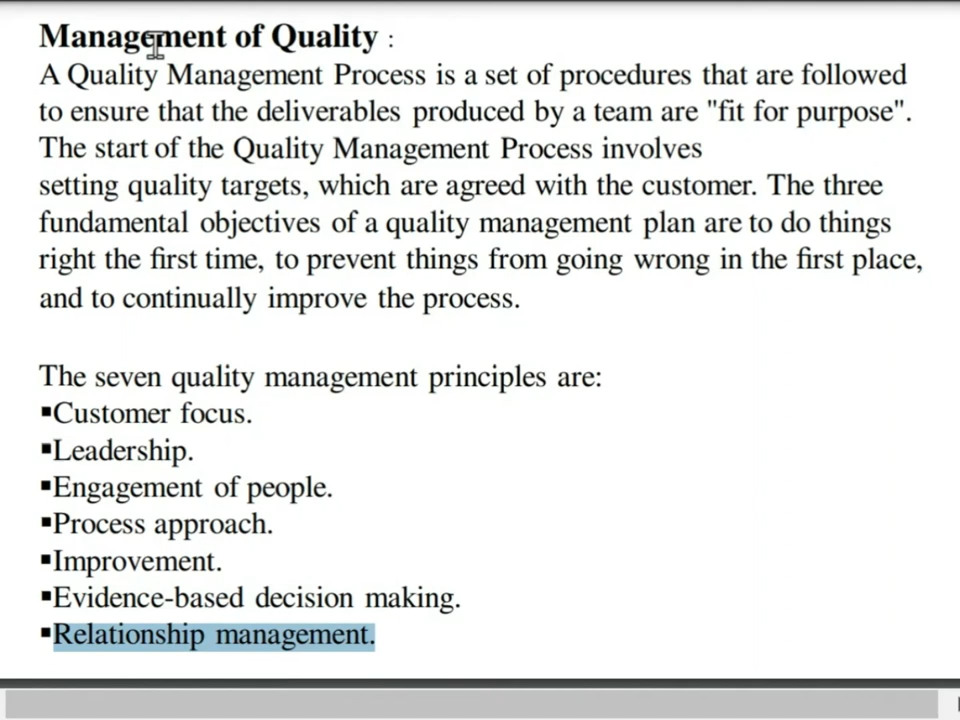 Management of Quality :
A Quality Management Process is a set of procedures that are followed
to ensure that the deliverables produced by a team are "fit for purpose".
The start of the Quality Management Process involves
setting quality targets, which are agreed with the customer. The three
fundamental objectives of a quality management plan are to do things
right the first time, to prevent things from going wrong in the first place,
and to continually improve the process.
The seven quality management principles are:
▪Customer focus.
▪Leadership.
▪Engagement of people.
▪Process approach.
▪Improvement.
▪Evidence-based decision making.
▪Relationship management.